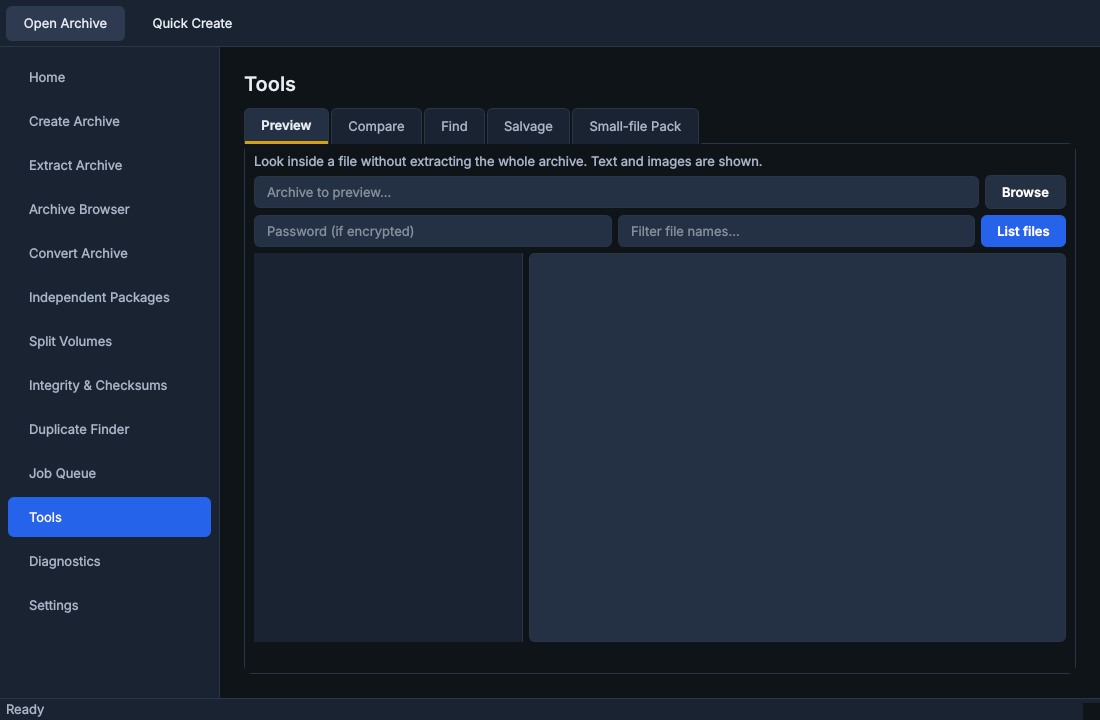 Open Archive
Quick Create
Home
Create Archive
Extract Archive
Archive Browser
Convert Archive
Independent Packages
Split Volumes
Integrity & Checksums
Duplicate Finder
Job Queue
Tools
Diagnostics
Settings
Tools
Preview
Compare
Find
Salvage
Small-file Pack
Look inside a file without extracting the whole archive. Text and images are shown.
Archive to preview...
Browse
Password (if encrypted)
Filter file names...
List files
Ready